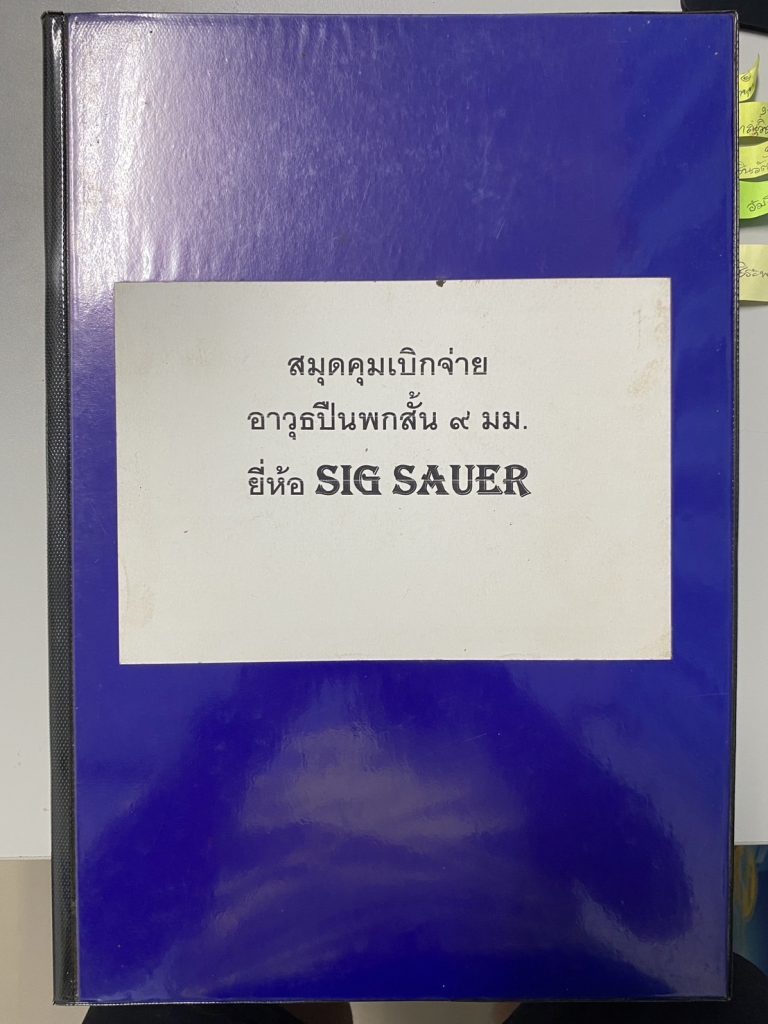 สมุดคุมเบิกจ่าย
อาวุธปืนพกสั้น ๙ มม.
ยี่ห้อ SIG SAUER